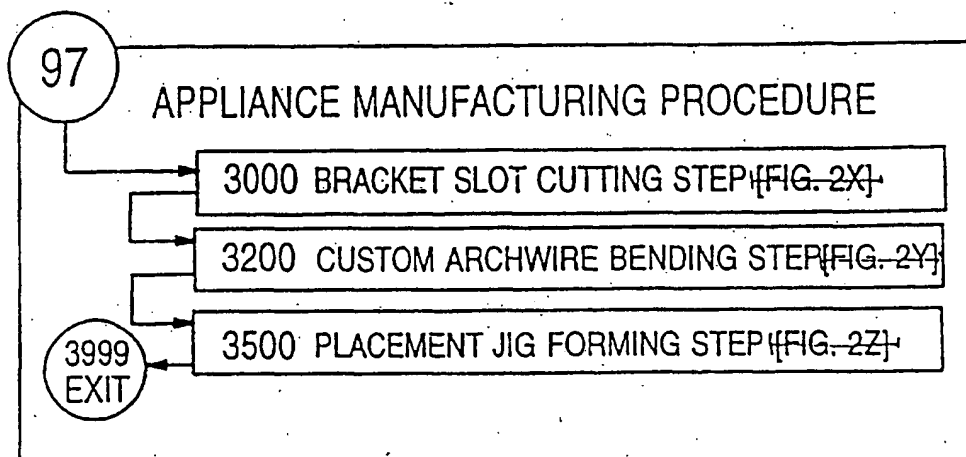 97
APPLIANCE MANUFACTURING PROCEDURE
3000 BRACKET SLOT CUTTING STEP [FIG. 2X]
3200 CUSTOM ARCHWIRE BENDING STEP [FIG. 2Y]
3500 PLACEMENT JIG FORMING STEP [FIG. 2Z]
3999
EXIT